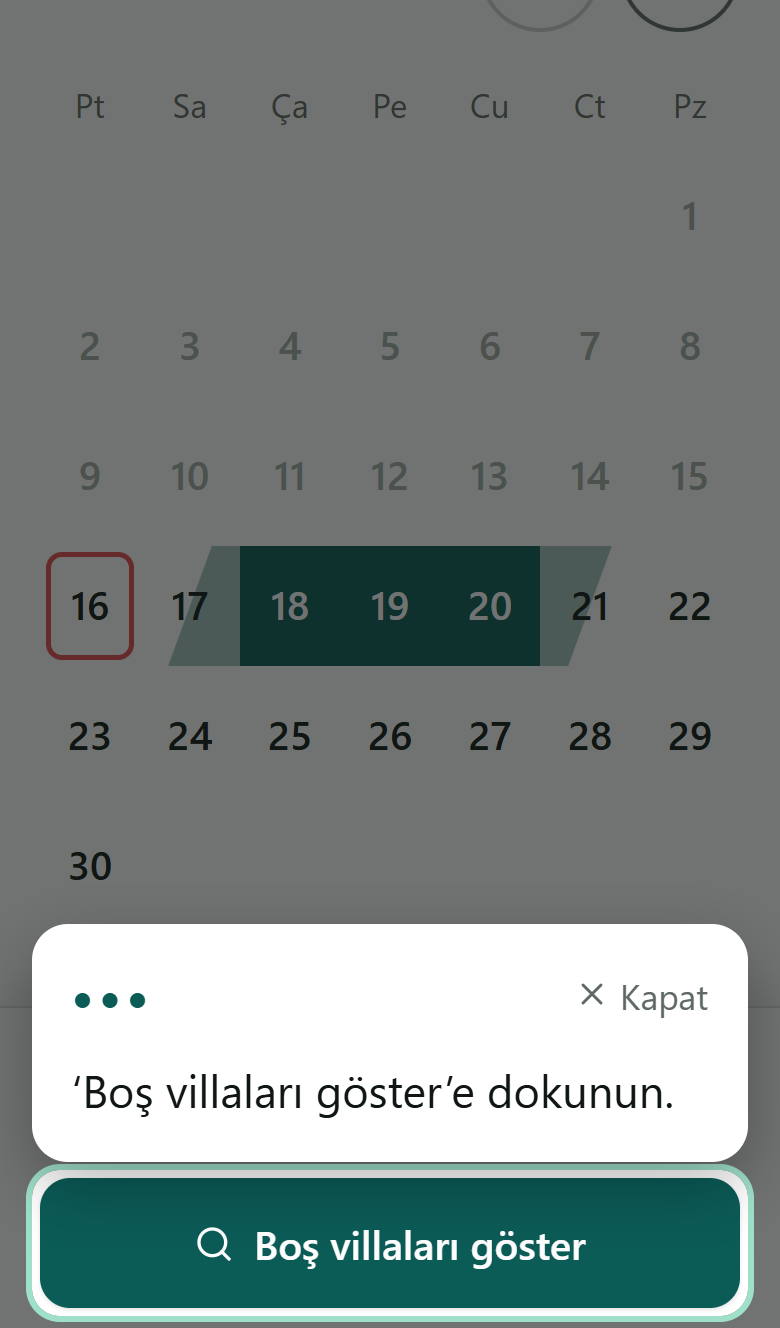 Pt Sa Ça Pe Cu Ct Pz
1
2 3 4 5 6 7 8
9 10 11 12 13 14 15
16 17 18 19 20 21 22
23 24 25 26 27 28 29
30
Kapat
‘Boş villaları göster’e dokunun.
Boş villaları göster